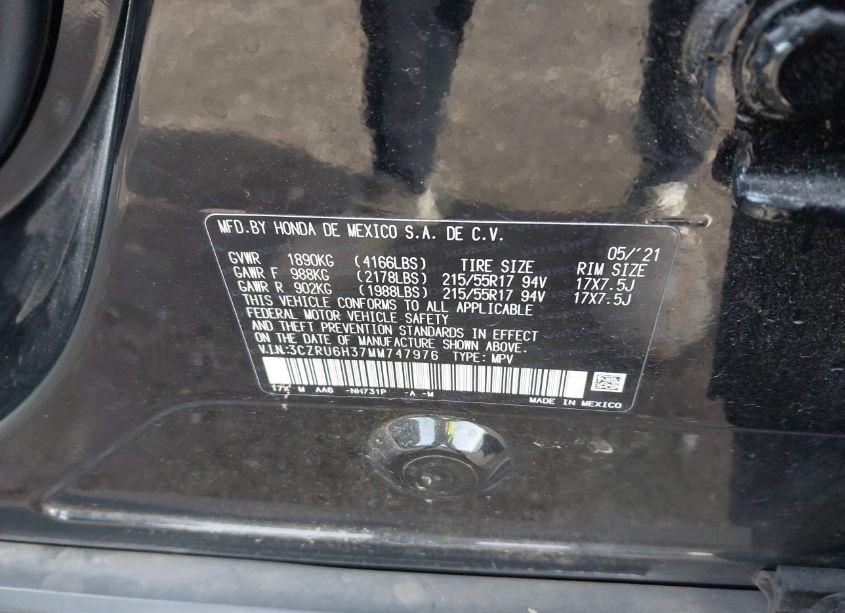 MFD.BY HONDA DE MEXICO S.A. DE C.V.
05/'21
GVWR 1890KG (4166LBS) TIRE SIZE RIM SIZE
GAWR F 988KG (2178LBS) 215/55R17 94V 17X7.5J
GAWR R 902KG (1988LBS) 215/55R17 94V 17X7.5J
THIS VEHICLE CONFORMS TO ALL APPLICABLE
FEDERAL MOTOR VEHICLE SAFETY
AND THEFT PREVENTION STANDARDS IN EFFECT
ON THE DATE OF MANUFACTURE SHOWN ABOVE.
V.I.N:3CZRU6H37MM747976 TYPE: MPV
17X M AA6 -NH731P -A -M
MADE IN MEXICO